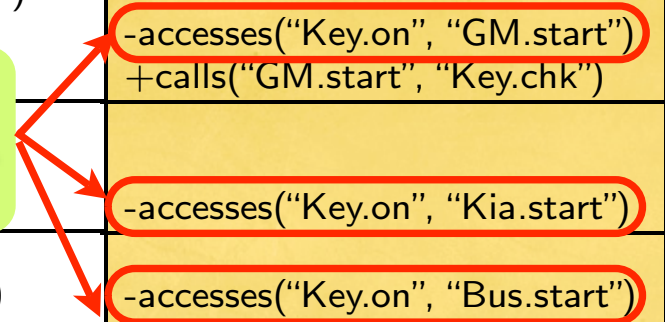 )
-accesses(“Key.on”, “GM.start”)
+calls(“GM.start”, “Key.chk”)
-accesses(“Key.on”, “Kia.start”)
)
-accesses(“Key.on”, “Bus.start”)